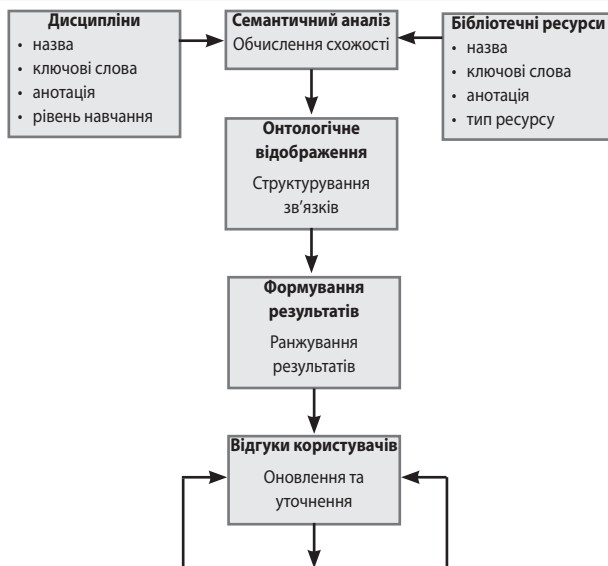 Дисципліни
• назва
• ключові слова
• анотація
• рівень навчання
Семантичний аналіз
Обчислення схожості
Бібліотечні ресурси
• назва
• ключові слова
• анотація
• тип ресурсу
Онтологічне
відображення
Структурування
зв'язків
Формування
результатів
Ранжування
результатів
Відгуки користувачів
Оновлення та
уточнення